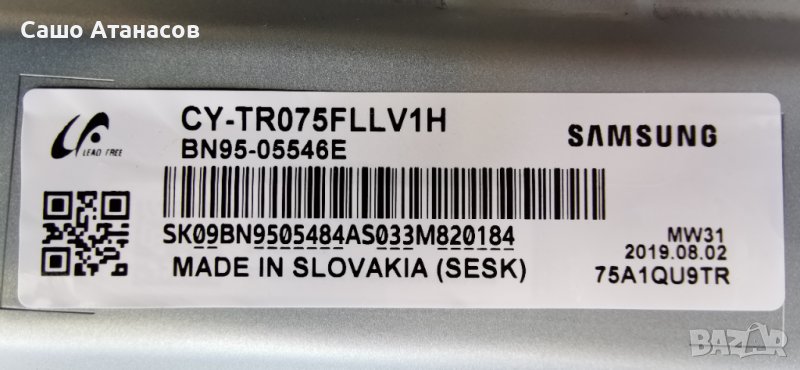 Сашо Атанасов
LEAD FREE
CY-TR075FLLV1H
BN95-05546E
SAMSUNG
SK09BN9505484AS033M820184
MADE IN SLOVAKIA (SESK)
MW31
2019.08.02
75A1QU9TR
BAZAR